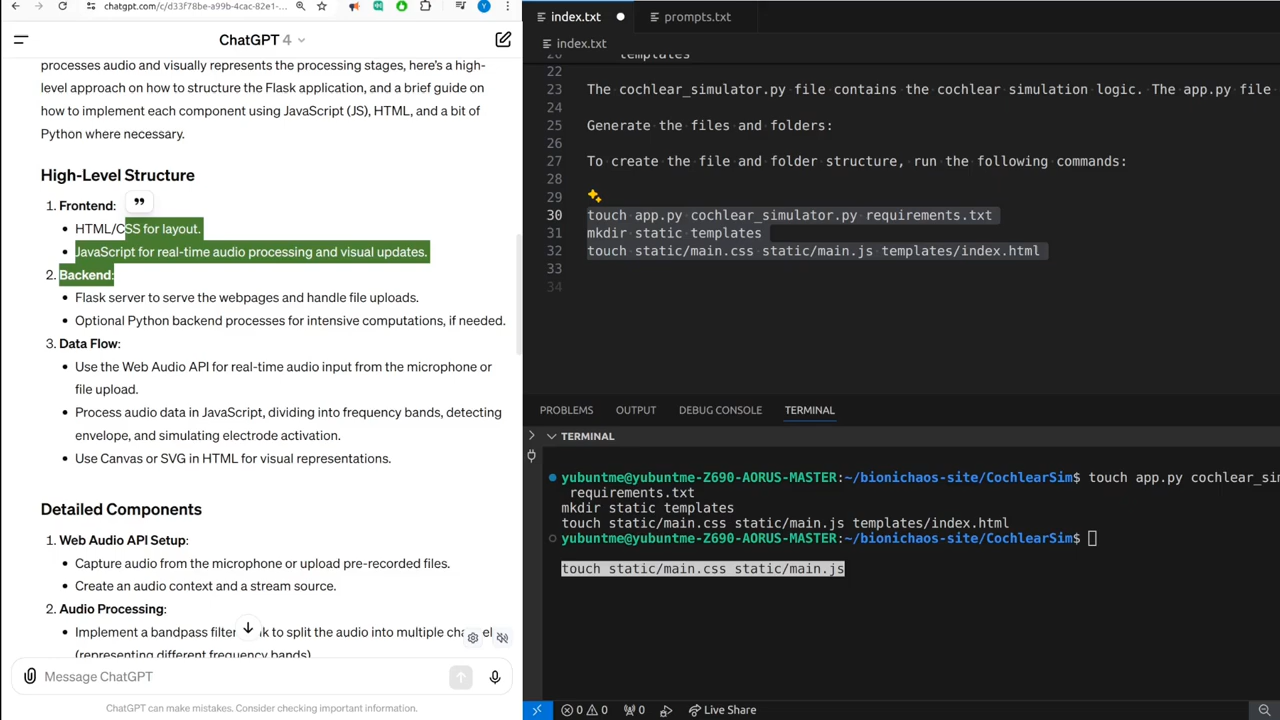 chatgpt.com/c/d33f78be-a99b-4cac-82e1-...
ChatGPT 4
processes audio and visually represents the processing stages, here's a high-
level approach on how to structure the Flask application, and a brief guide on
how to implement each component using JavaScript (JS), HTML, and a bit of
Python where necessary.
High-Level Structure
1. Frontend:
• HTML/CSS for layout.
• JavaScript for real-time audio processing and visual updates.
2. Backend:
• Flask server to serve the webpages and handle file uploads.
• Optional Python backend processes for intensive computations, if needed.
3. Data Flow:
• Use the Web Audio API for real-time audio input from the microphone or
file upload.
• Process audio data in JavaScript, dividing into frequency bands, detecting
envelope, and simulating electrode activation.
• Use Canvas or SVG in HTML for visual representations.
Detailed Components
1. Web Audio API Setup:
• Capture audio from the microphone or upload pre-recorded files.
• Create an audio context and a stream source.
2. Audio Processing:
• Implement a bandpass filter k to split the audio into multiple
(representing different frequency bands)
Message ChatGPT
ChatGPT can make mistakes. Consider checking important information.
index.txt
prompts.txt
index.txt
templates
22
23 The cochlear_simulator.py file contains the cochlear simulation logic. The app.py file
24
25 Generate the files and folders:
26
27 To create the file and folder structure, run the following commands:
28
29
30 touch app.py cochlear_simulator.py requirements.txt
31 mkdir static templates
32 touch static/main.css static/main.js templates/index.html
33
34
PROBLEMS OUTPUT DEBUG CONSOLE TERMINAL
TERMINAL
yubuntme@yubuntme-Z690-AORUS-MASTER:~/bionichaos-site/CochlearSim$ touch app.py cochlear_sim
requirements.txt
mkdir static templates
touch static/main.css static/main.js templates/index.html
yubuntme@yubuntme-Z690-AORUS-MASTER:~/bionichaos-site/CochlearSim$
touch static/main.css static/main.js
0 0 0 Live Share